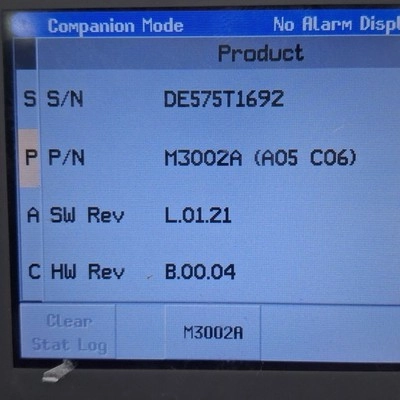 Companion Mode No Alarm Displ
Product
S S/N DE575T1692
P P/N M3002A (A05 C06)
A SW Rev L.01.21
C HW Rev B.00.04
Clear
Stat Log
M3002A